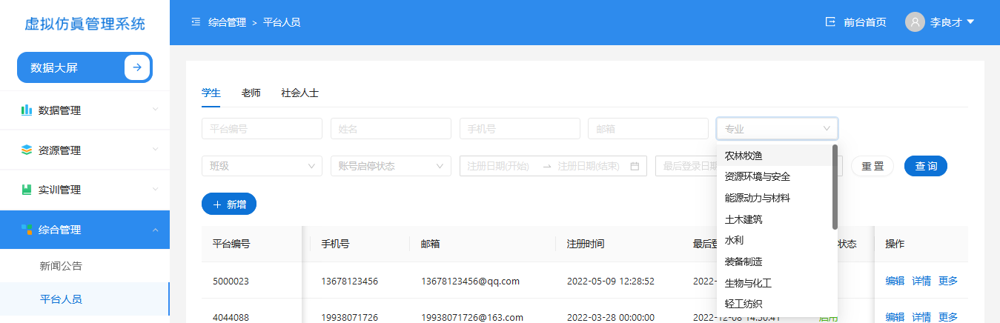 虚拟仿真管理系统
综合管理 > 平台人员
前台首页
李良才
数据大屏
数据管理
资源管理
实训管理
综合管理
新闻公告
平台人员
学生 老师 社会人士
平台编号 姓名 手机号 邮箱 专业
班级 账号启停状态 注册日期(开始) → 注册日期(结束) 最后登录日期 重置 查询
农林牧渔
资源环境与安全
能源动力与材料
土木建筑
水利
装备制造
生物与化工
轻工纺织
+ 新增
平台编号 手机号 邮箱 注册时间 最后登 状态 操作
5000023 13678123456 13678123456@qq.com 2022-05-09 12:28:52 2022- 编辑 详情 更多
4044088 19938071726 19938071726@163.com 2022-03-28 00:00:00 2022-12-08 14:30:41 启用 编辑 详情 更多